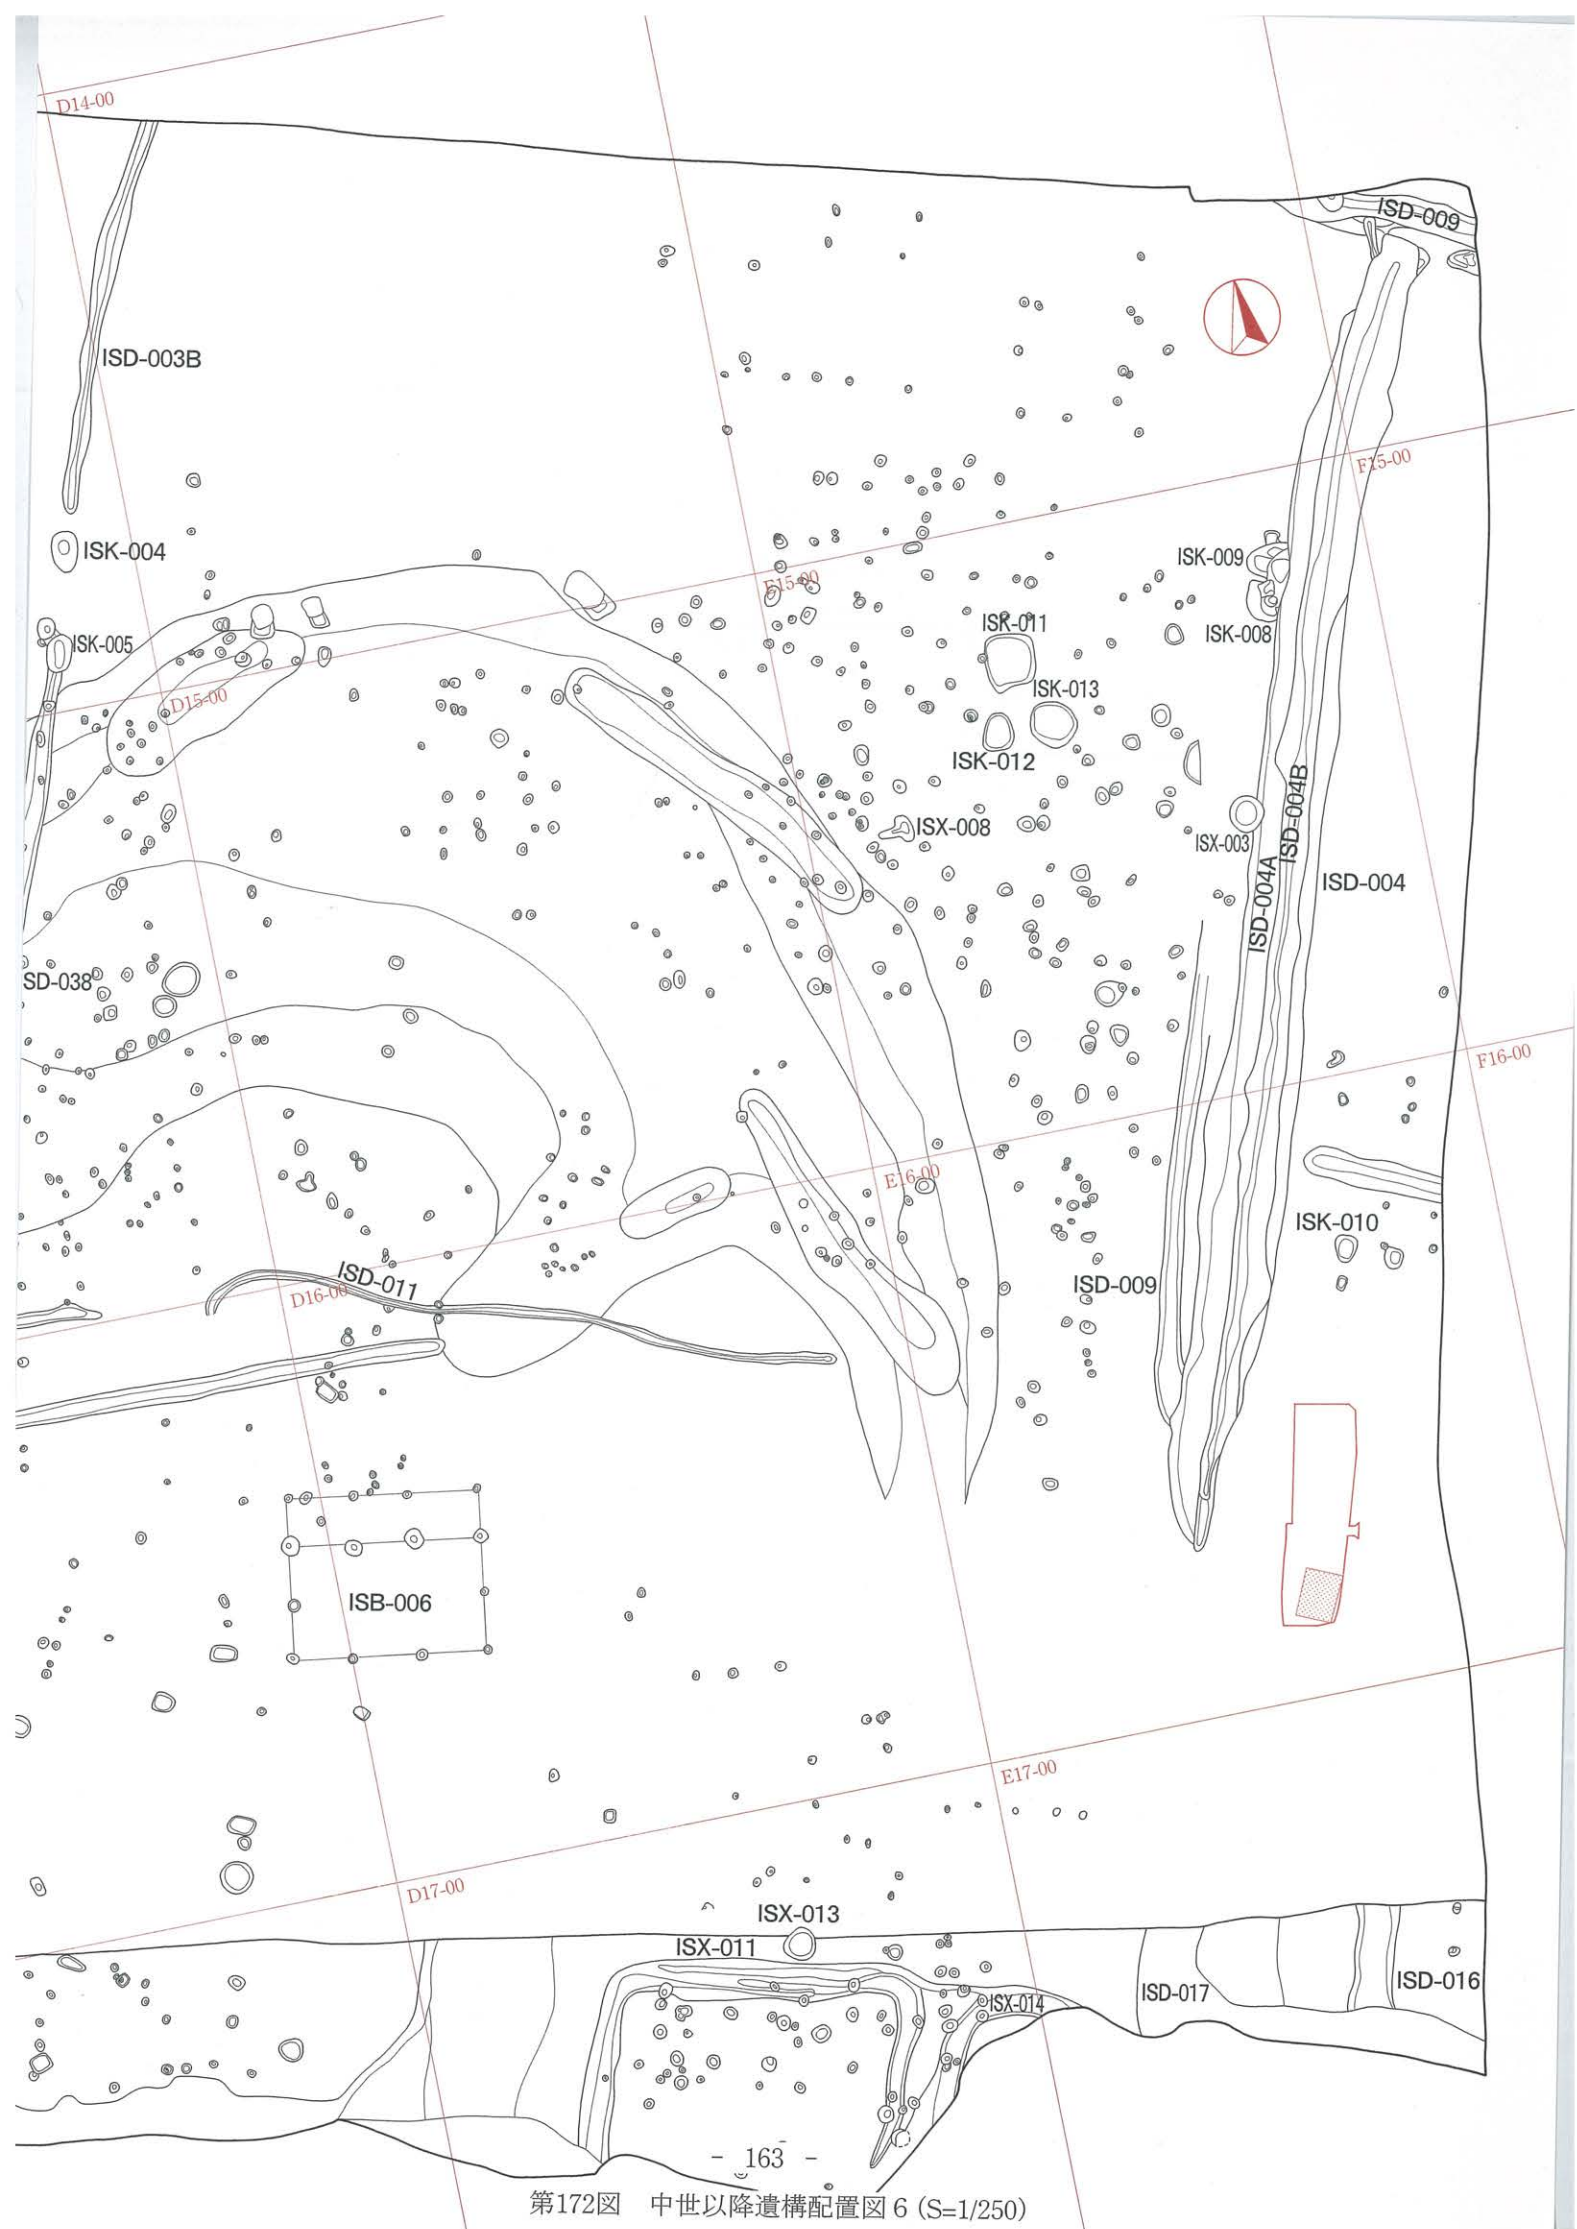 D14-00
ISD-009
ISD-003B
F15-00
ISK-004
ISK-009
E15-00
ISK-011
ISK-008
ISK-005
ISK-013
D15-00
ISK-012
ISD-004B
ISX-008
ISX-003
ISD-004A
ISD-004
SD-038
F16-00
E16-00
ISK-010
ISD-011
ISD-009
D16-00
ISB-006
E17-00
D17-00
ISX-013
ISX-011
ISD-016
ISD-017
ISX-014
- 163 -
第172図 中世以降遺構配置図6 (S=1/250)